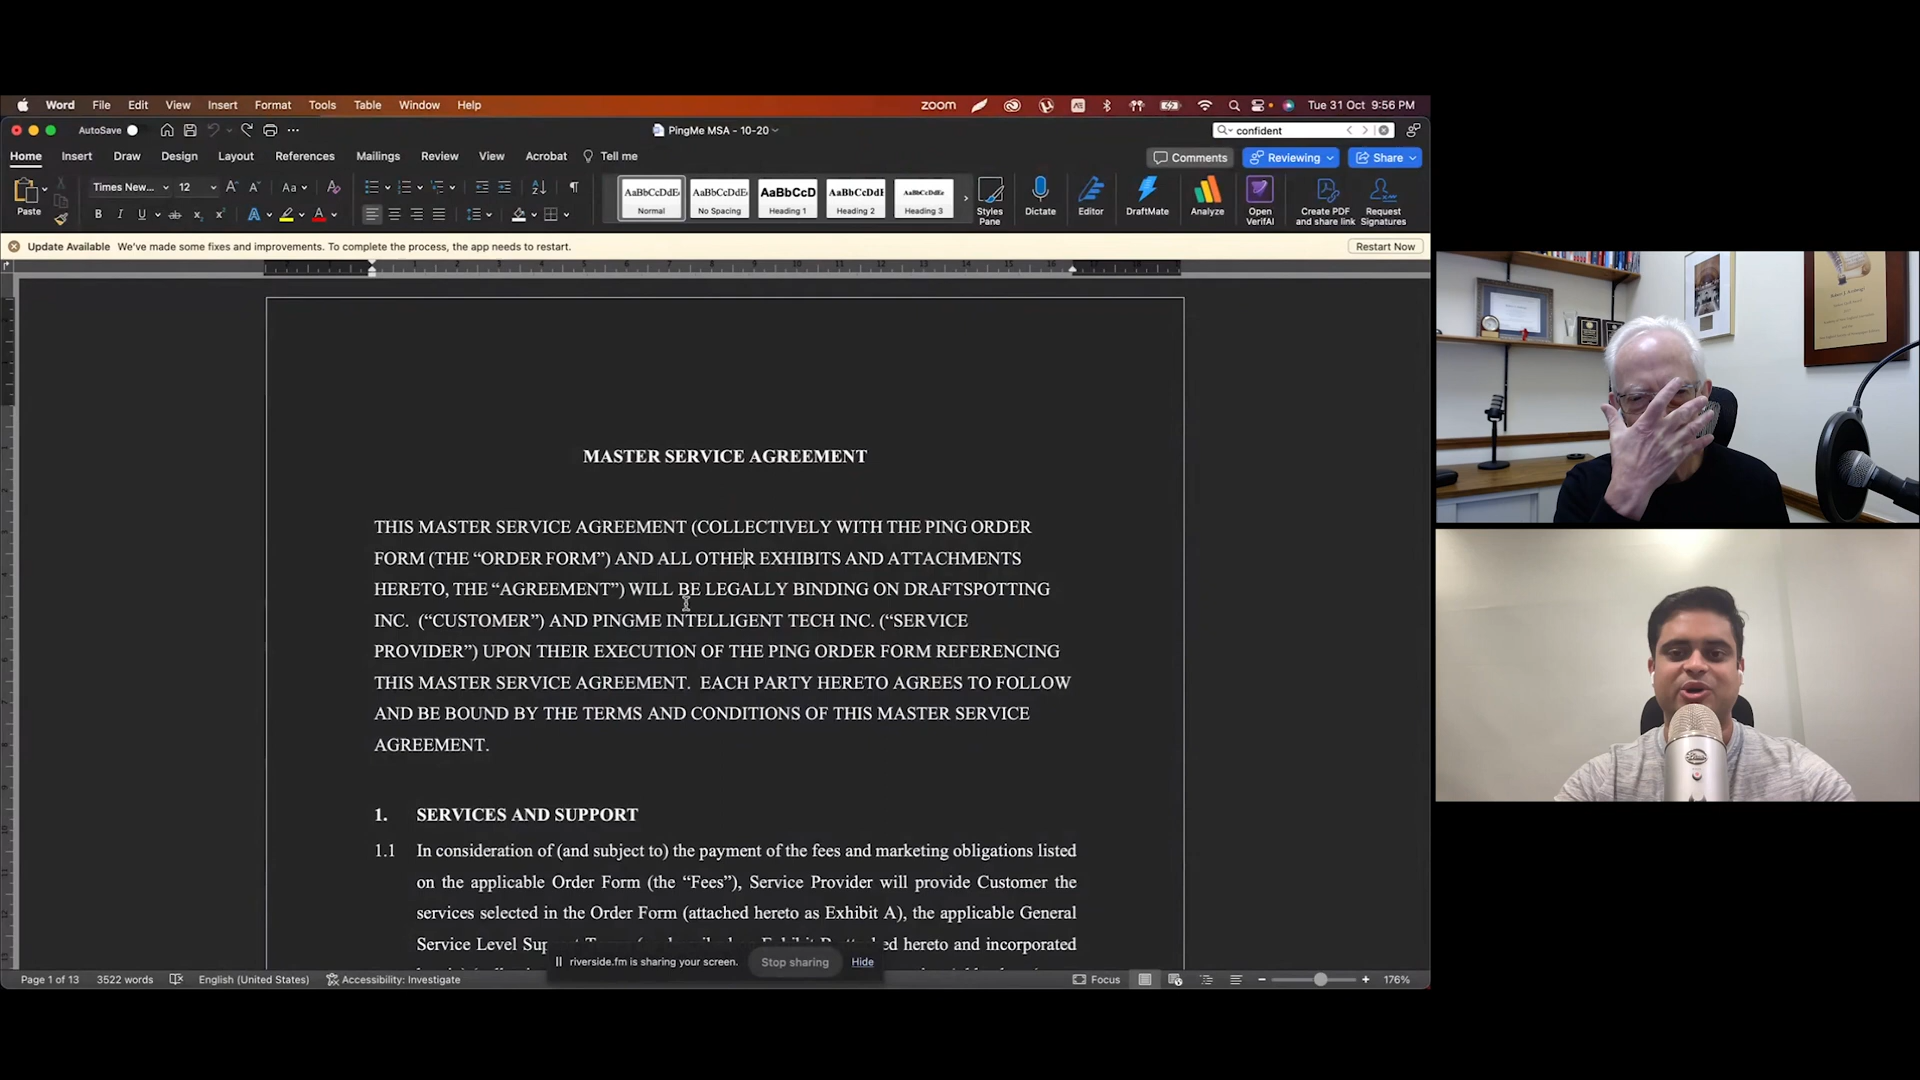 Word File Edit View Insert Format Tools Table Window Help
zoom
Tue 31 Oct 9:56 PM
AutoSave
PingMe MSA - 10-20
confident
Home Insert Draw Design Layout References Mailings Review View Acrobat Tell me
Comments Reviewing Share
Paste
Times New... 12
Aa
AaBbCcDdEe AaBbCcDdEe AaBbCcD AaBbCcDdE AaBbCcDdEe
Normal No Spacing Heading 1 Heading 2 Heading 3
Styles Pane
Dictate
Editor
DraftMate
Analyze
Open VerifAI
Create PDF and share link
Request Signatures
Update Available We've made some fixes and improvements. To complete the process, the app needs to restart.
Restart Now
MASTER SERVICE AGREEMENT
THIS MASTER SERVICE AGREEMENT (COLLECTIVELY WITH THE PING ORDER
FORM (THE “ORDER FORM”) AND ALL OTHER EXHIBITS AND ATTACHMENTS
HERETO, THE “AGREEMENT”) WILL BE LEGALLY BINDING ON DRAFTSPOTTING
INC. (“CUSTOMER”) AND PINGME INTELLIGENT TECH INC. (“SERVICE
PROVIDER”) UPON THEIR EXECUTION OF THE PING ORDER FORM REFERENCING
THIS MASTER SERVICE AGREEMENT. EACH PARTY HERETO AGREES TO FOLLOW
AND BE BOUND BY THE TERMS AND CONDITIONS OF THIS MASTER SERVICE
AGREEMENT.
1. SERVICES AND SUPPORT
1.1 In consideration of (and subject to) the payment of the fees and marketing obligations listed
on the applicable Order Form (the “Fees”), Service Provider will provide Customer the
services selected in the Order Form (attached hereto as Exhibit A), the applicable General
Service Level hereto and incorporated
riverside.fm is sharing your screen. Stop sharing Hide
Page 1 of 13 3522 words English (United States) Accessibility: Investigate
Focus
176%